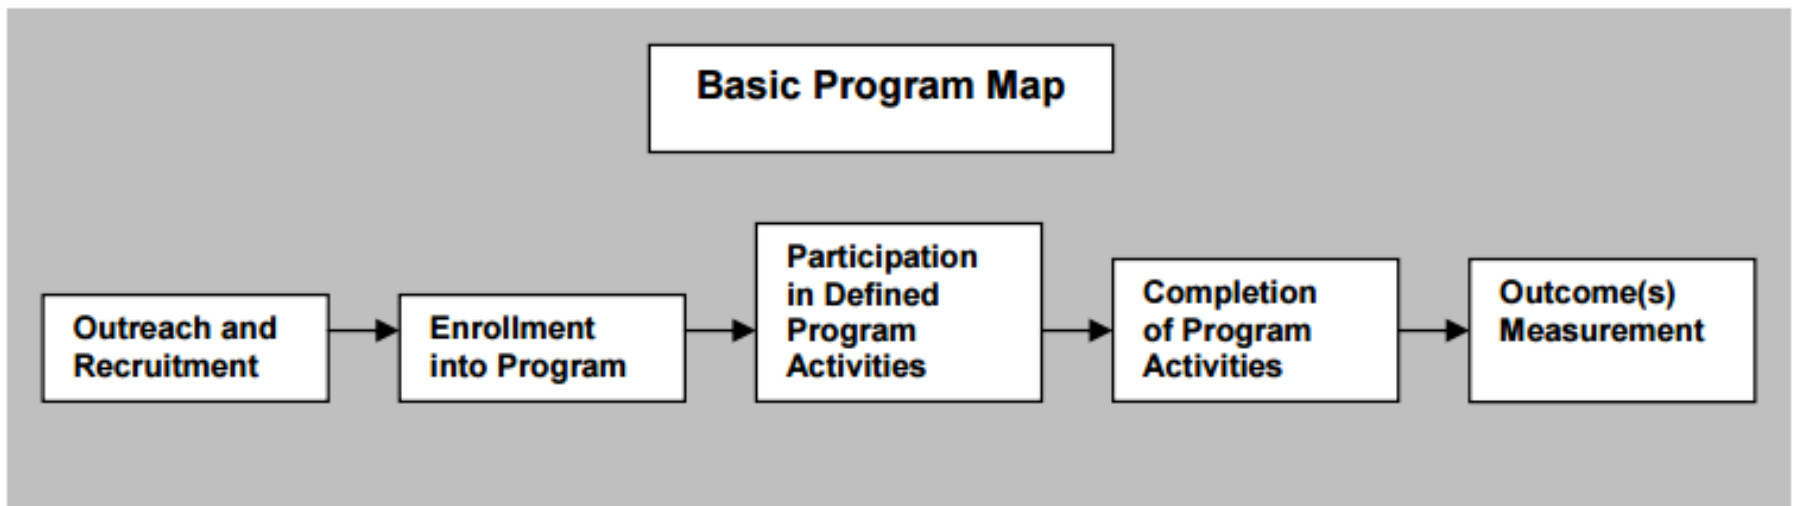 Basic Program Map
Outreach and
Recruitment
Enrollment
into Program
Participation
in Defined
Program
Activities
Completion
of Program
Activities
Outcome(s)
Measurement